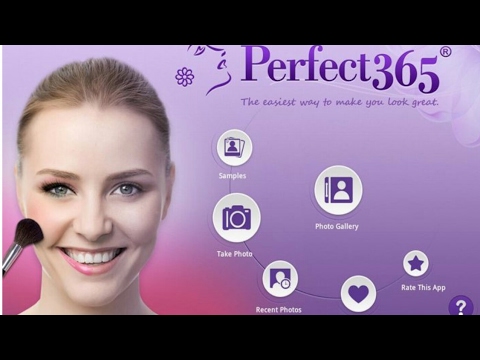 Perfect365®
The easiest way to make you look great.
Samples
Photo Gallery
Take Photo
Rate This App
Recent Photos
?